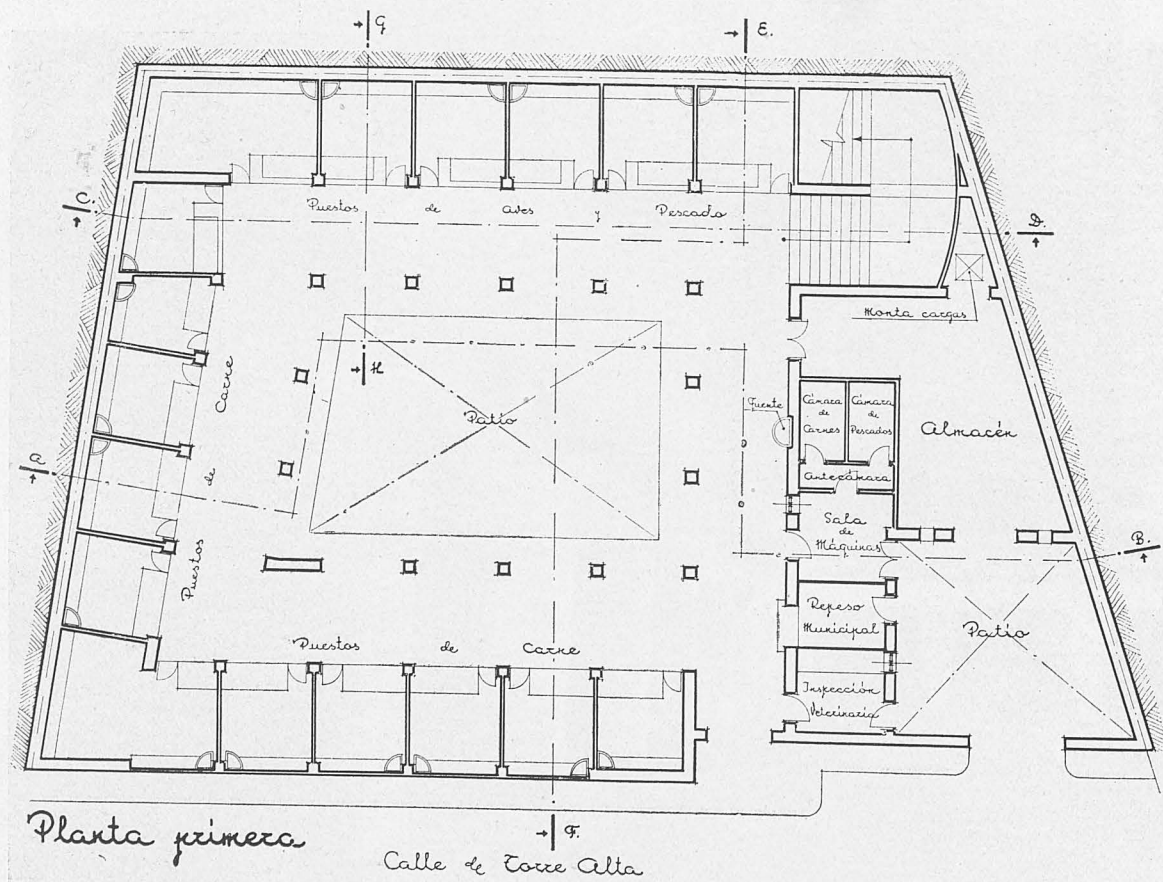 G
E.
C.
Puestos de aves y Pescado
D.
Monta cargas
H
Carne
de
Puestos
Patio
Fuente
Cámara
de
Carnes
Cámara
de
Pescados
Almacén
Antecámara
A
Sala
de
Máquinas
B.
Repeso
Municipal
Patio
Puestos de Carne
Inspección
Veterinaria
F.
Planta primera
Calle de Torre Alta